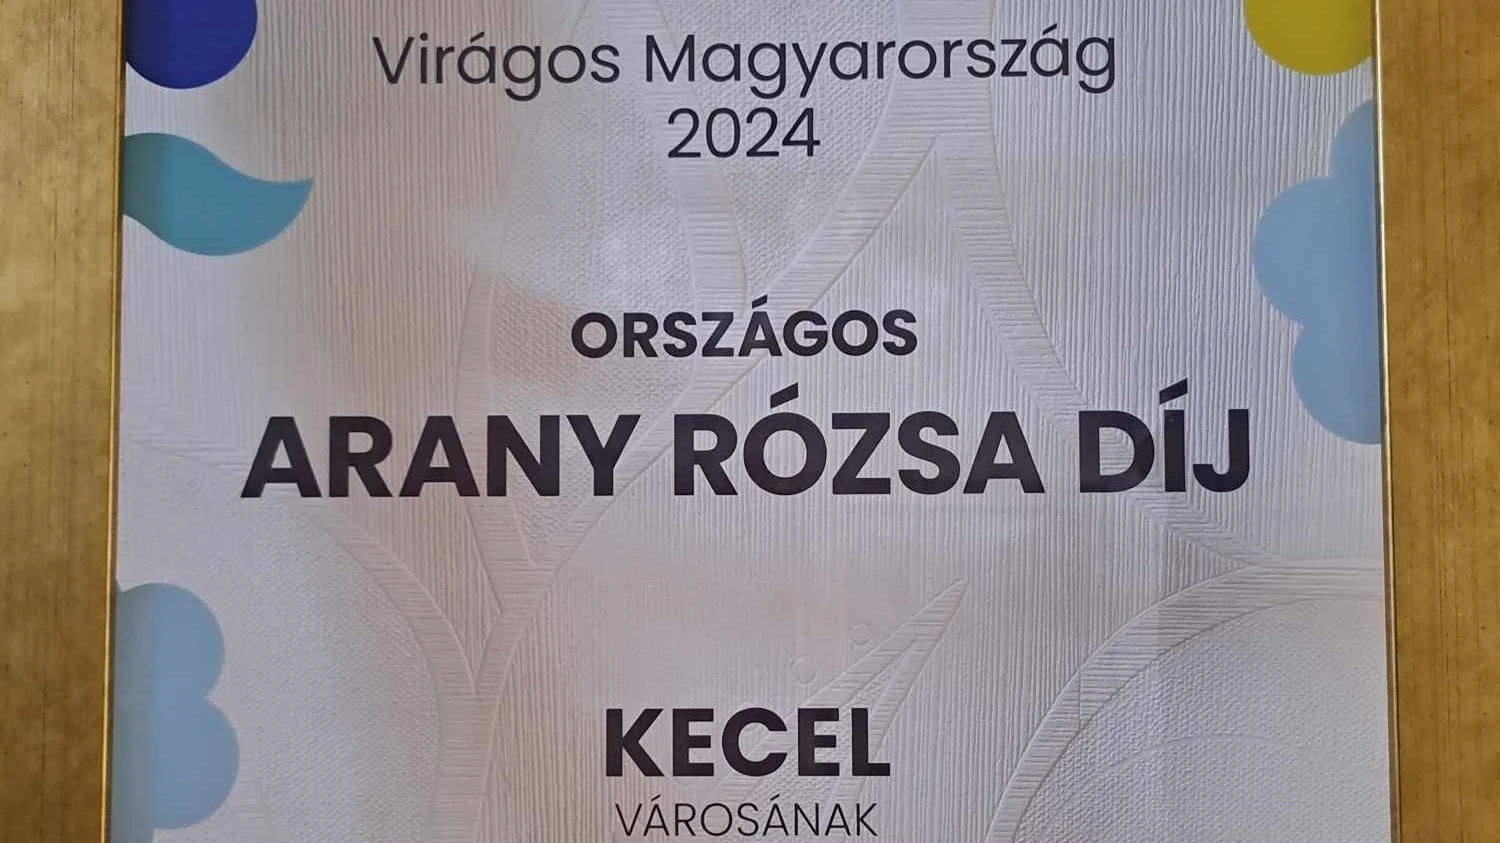 Virágos Magyarország
2024
ORSZÁGOS
ARANY RÓZSA DÍJ
KECEL
VÁROSÁNAK